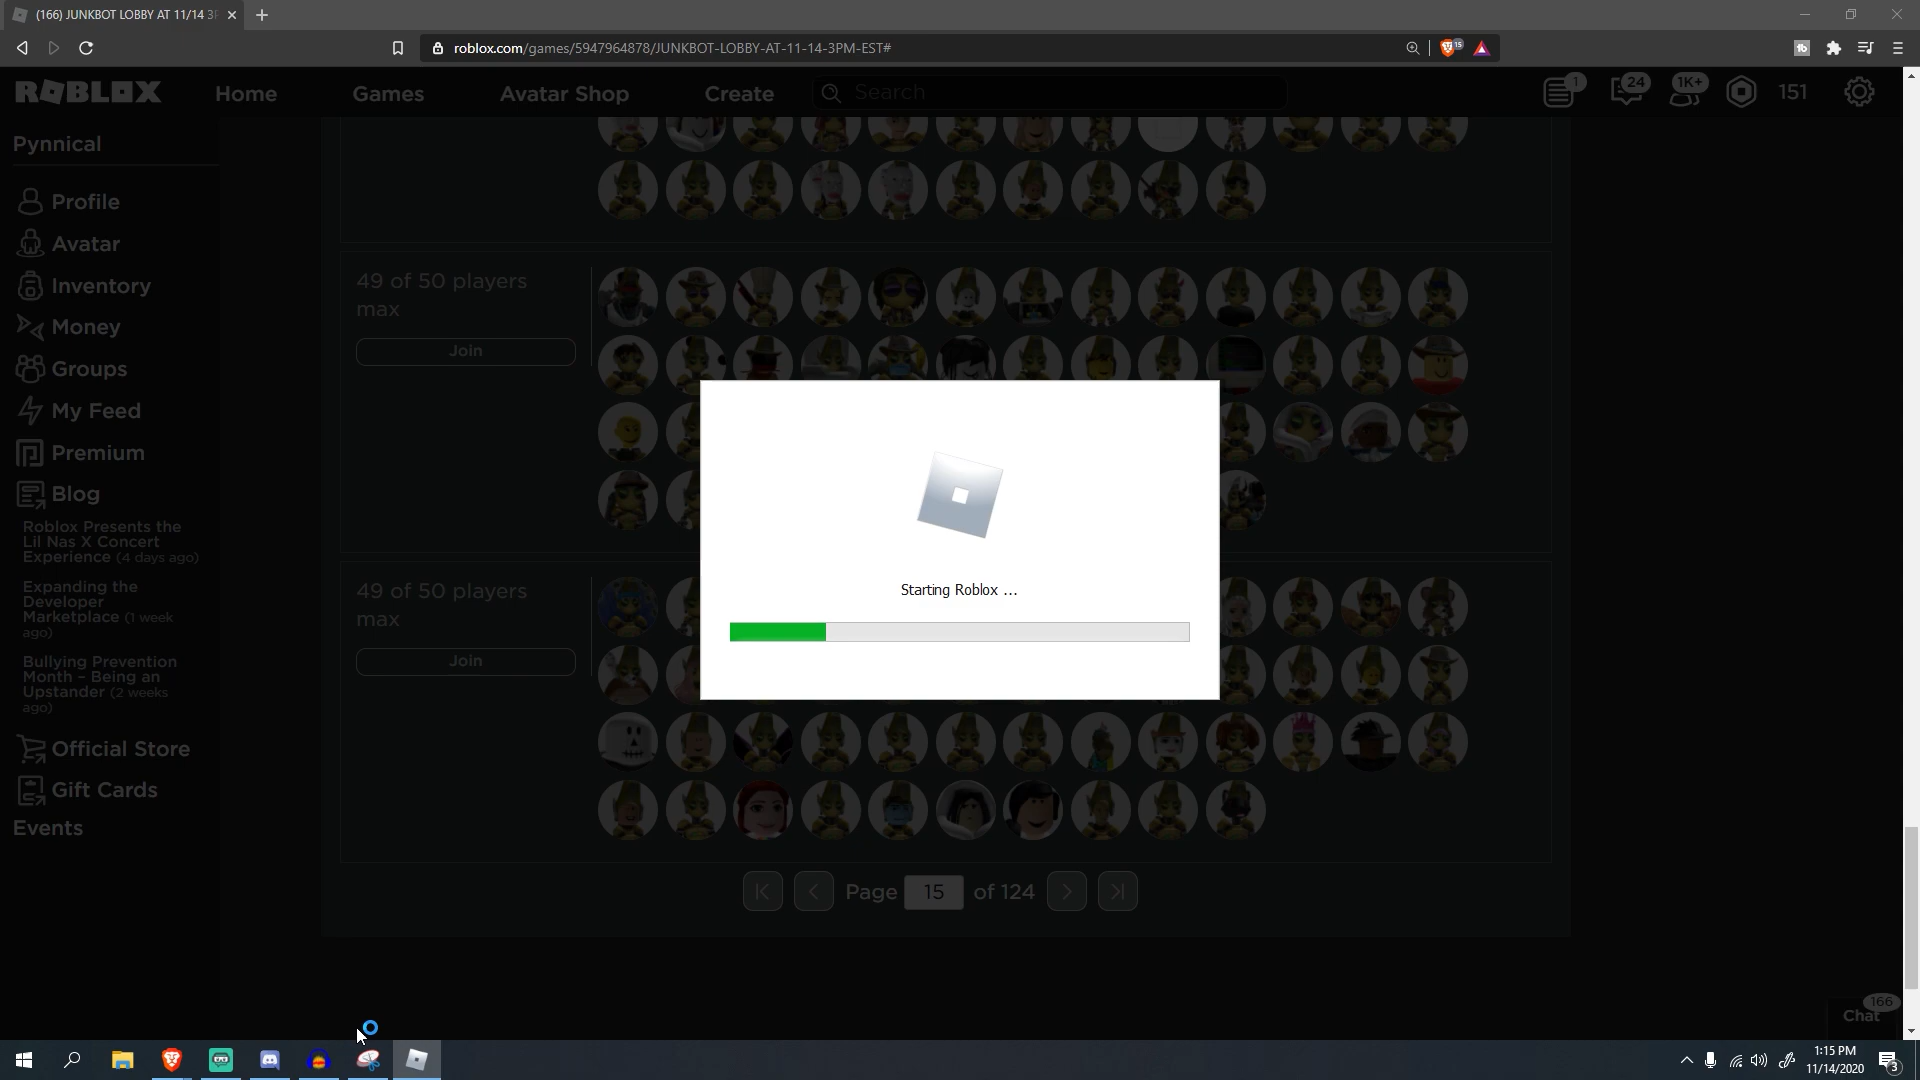 (166) JUNKBOT LOBBY AT 11/14 3P
roblox.com/games/5947964878/JUNKBOT-LOBBY-AT-11-14-3PM-EST#
15
ROBLOX
Home
Games
Avatar Shop
Create
Search
1
24
1K+
151
Pynnical
Profile
Avatar
Inventory
Money
Groups
My Feed
Premium
Blog
Roblox Presents the
Lil Nas X Concert
Experience (4 days ago)
Expanding the
Developer
Marketplace (1 week
ago)
Bullying Prevention
Month – Being an
Upstander (2 weeks
ago)
Official Store
Gift Cards
Events
49 of 50 players
max
Join
49 of 50 players
max
Join
Starting Roblox ...
Page 15 of 124
166
Chat
1:15 PM
11/14/2020
3